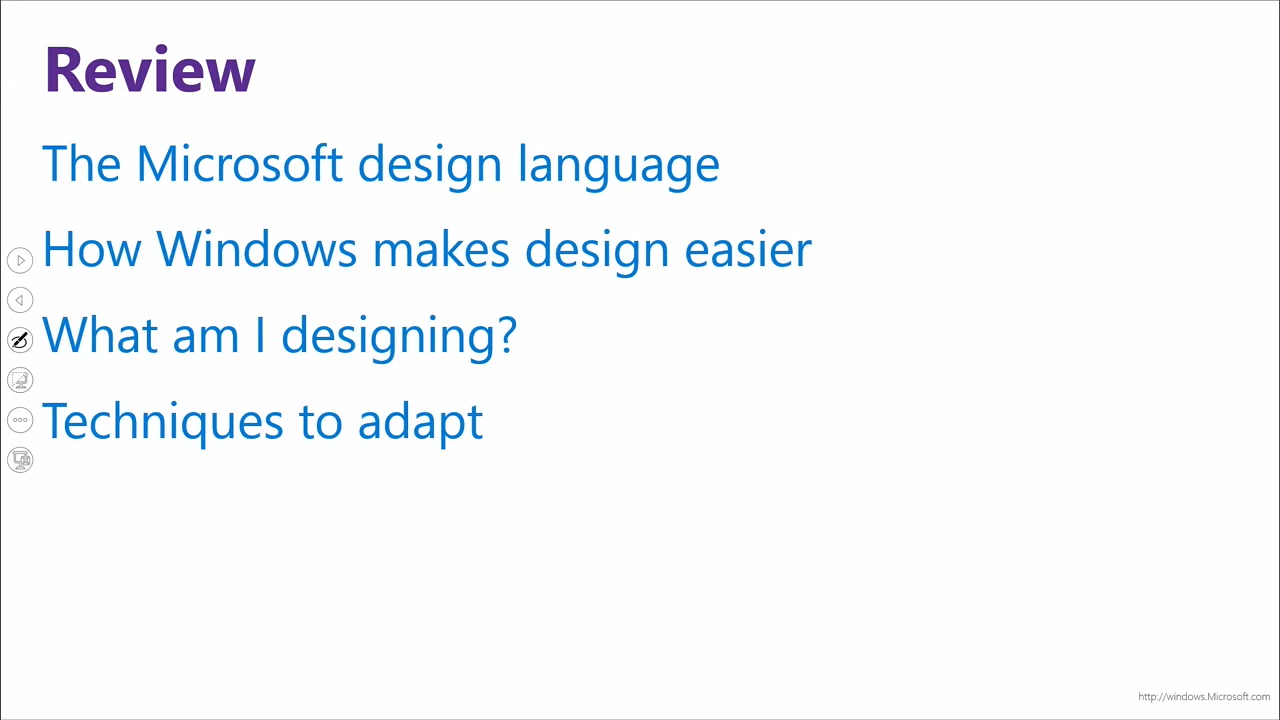 Review
The Microsoft design language
How Windows makes design easier
What am I designing?
Techniques to adapt
http://windows.Microsoft.com